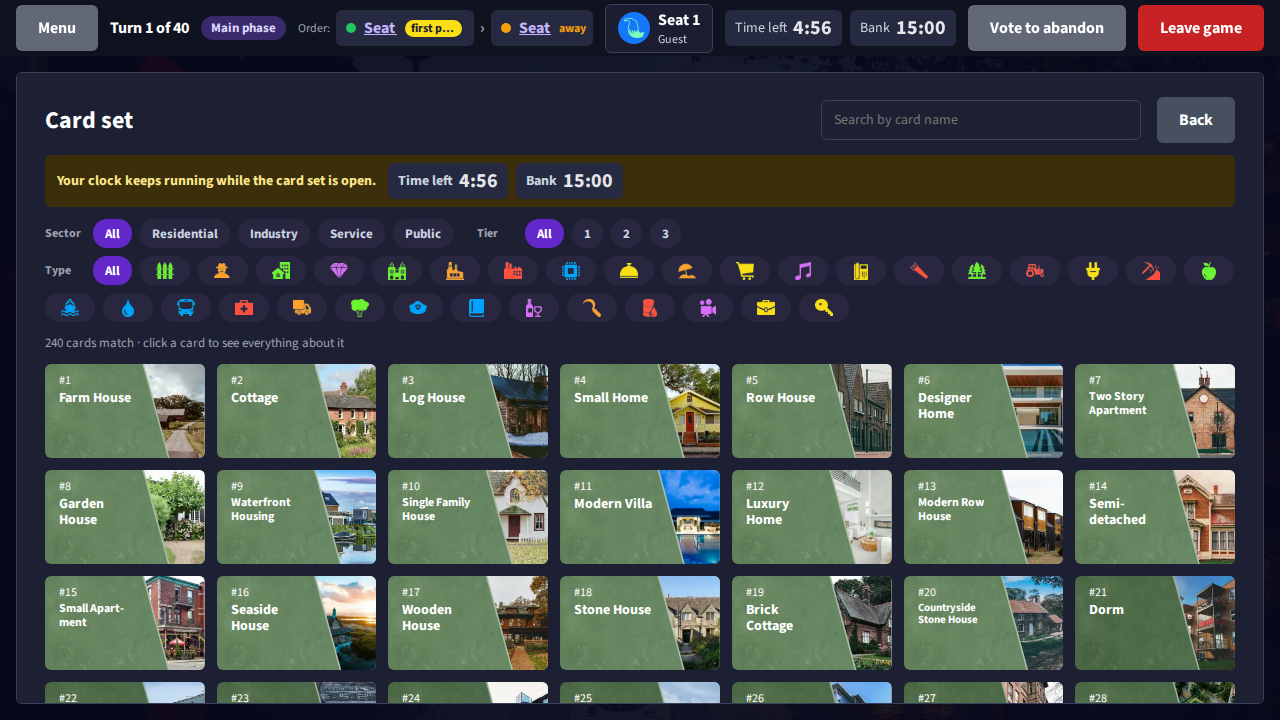 Menu
Turn 1 of 40
Main phase
Order:
Seat
first p...
›
Seat
away
Seat 1
Guest
Time left 4:56
Bank 15:00
Vote to abandon
Leave game
Card set
Search by card name
Back
Your clock keeps running while the card set is open.
Time left 4:56
Bank 15:00
Sector All Residential Industry Service Public
Tier All 1 2 3
Type All
240 cards match · click a card to see everything about it
#1
Farm House
#2
Cottage
#3
Log House
#4
Small Home
#5
Row House
#6
Designer
Home
#7
Two Story
Apartment
#8
Garden
House
#9
Waterfront
Housing
#10
Single Family
House
#11
Modern Villa
#12
Luxury
Home
#13
Modern Row
House
#14
Semi-
detached
#15
Small Apart-
ment
#16
Seaside
House
#17
Wooden
House
#18
Stone House
#19
Brick
Cottage
#20
Countryside
Stone House
#21
Dorm
#22
#23
#24
#25
#26
#27
#28